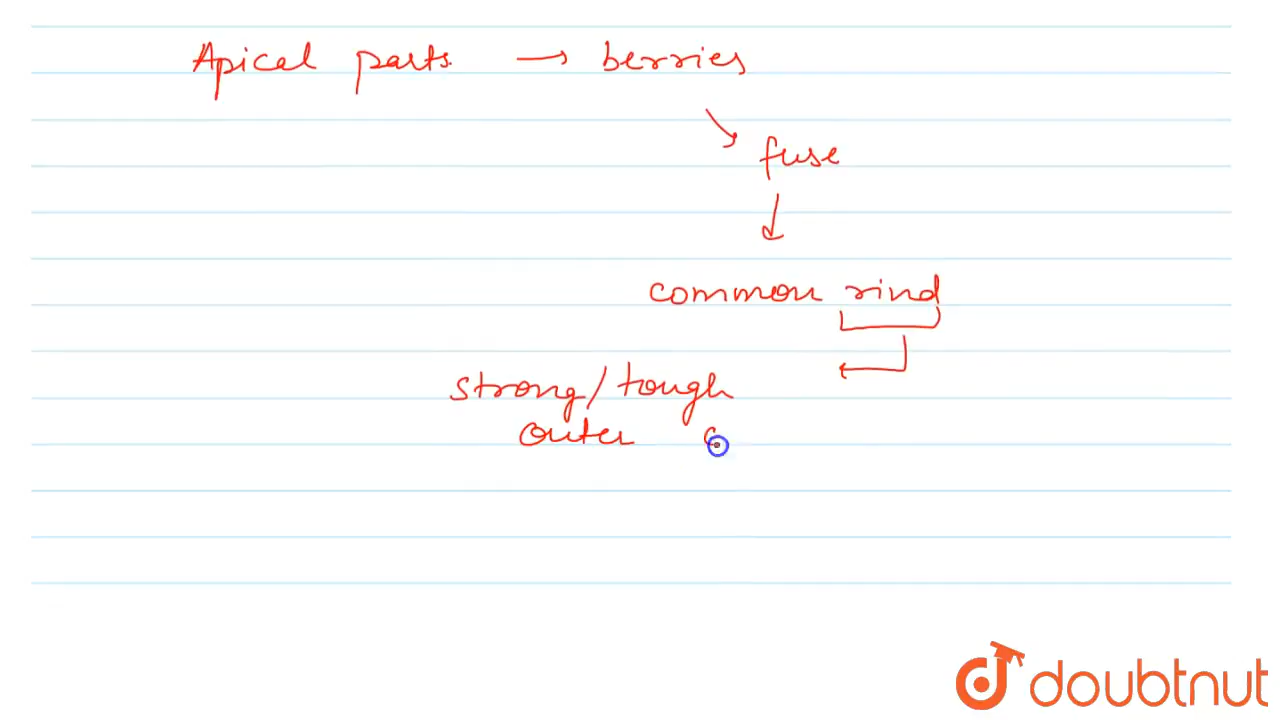 Apical parts. → berries
fuse
common rind
strong/tough
outer c
doubtnut